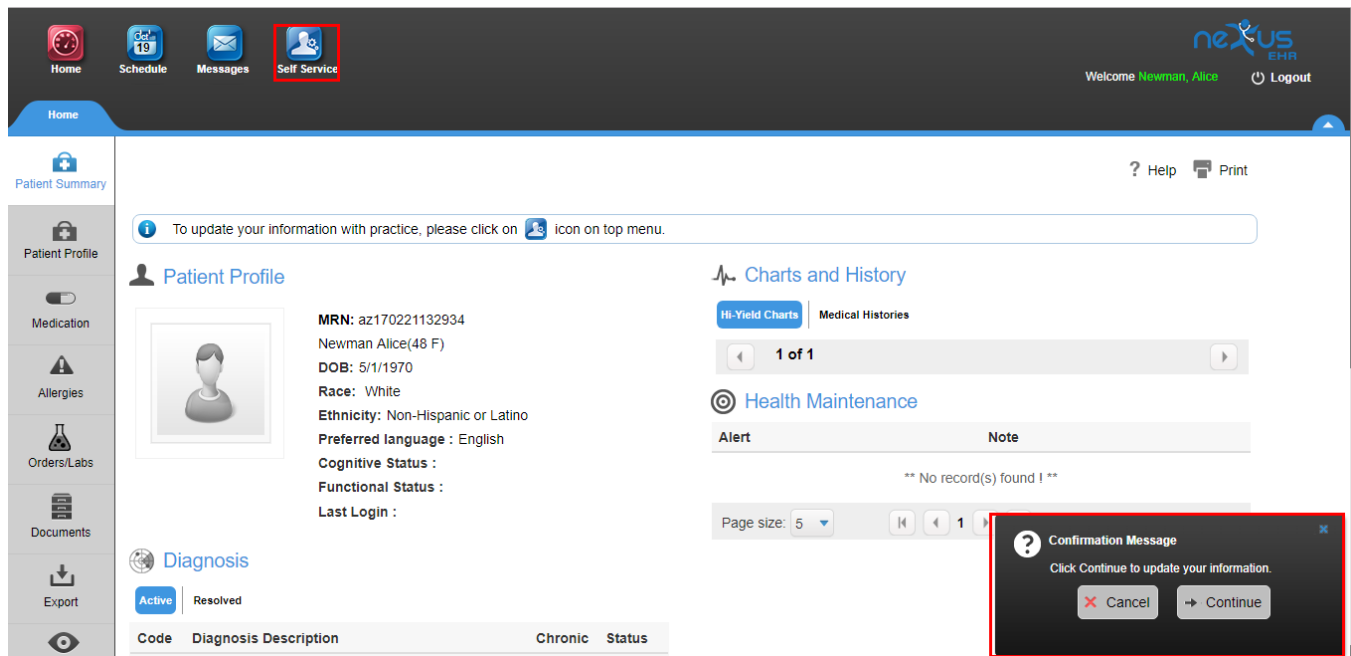 Oct
19
Home
Schedule
Messages
Self Service
nexus
EHR
Welcome Newman, Alice
Logout
Home
Patient Summary
Patient Profile
Medication
Allergies
Orders/Labs
Documents
Export
? Help
Print
To update your information with practice, please click on icon on top menu.
Patient Profile
MRN: az170221132934
Newman Alice(48 F)
DOB: 5/1/1970
Race: White
Ethnicity: Non-Hispanic or Latino
Preferred language : English
Cognitive Status :
Functional Status :
Last Login :
Diagnosis
Active
Resolved
Code Diagnosis Description Chronic Status
Charts and History
Hi-Yield Charts
Medical Histories
1 of 1
Health Maintenance
Alert Note
** No record(s) found ! **
Page size: 5
1
Confirmation Message
Click Continue to update your information.
Cancel
Continue